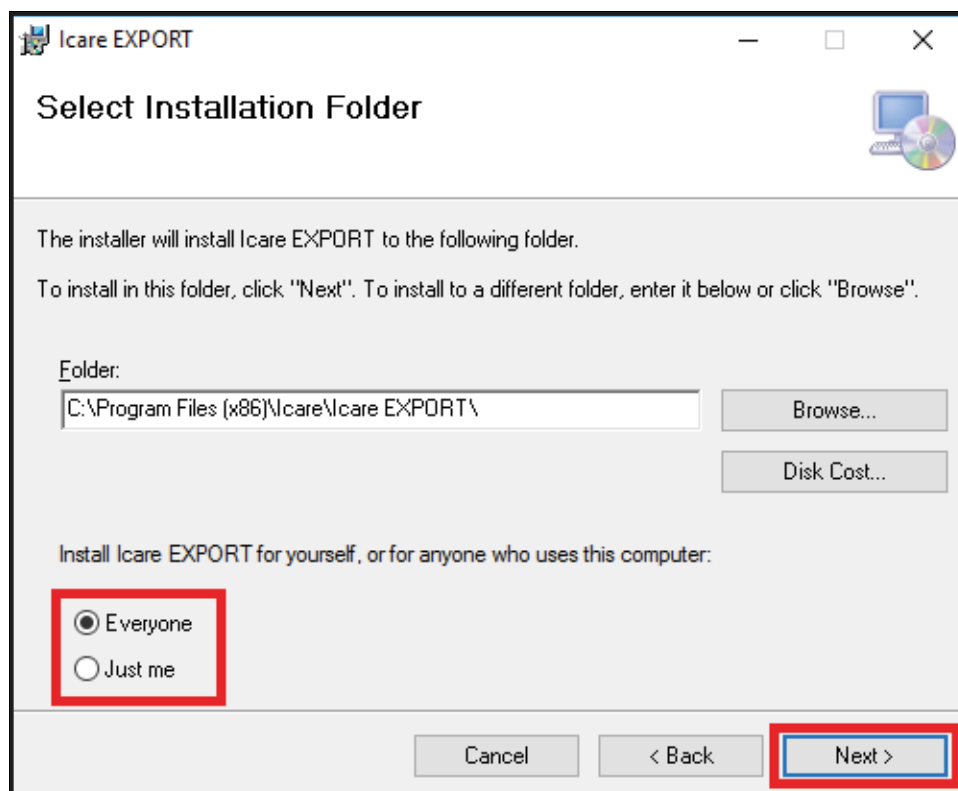 Icare EXPORT
Select Installation Folder
The installer will install Icare EXPORT to the following folder.
To install in this folder, click "Next". To install to a different folder, enter it below or click "Browse".
Folder:
C:\Program Files (x86)\Icare\Icare EXPORT\
Browse...
Disk Cost...
Install Icare EXPORT for yourself, or for anyone who uses this computer:
Everyone
Just me
Cancel
< Back
Next >